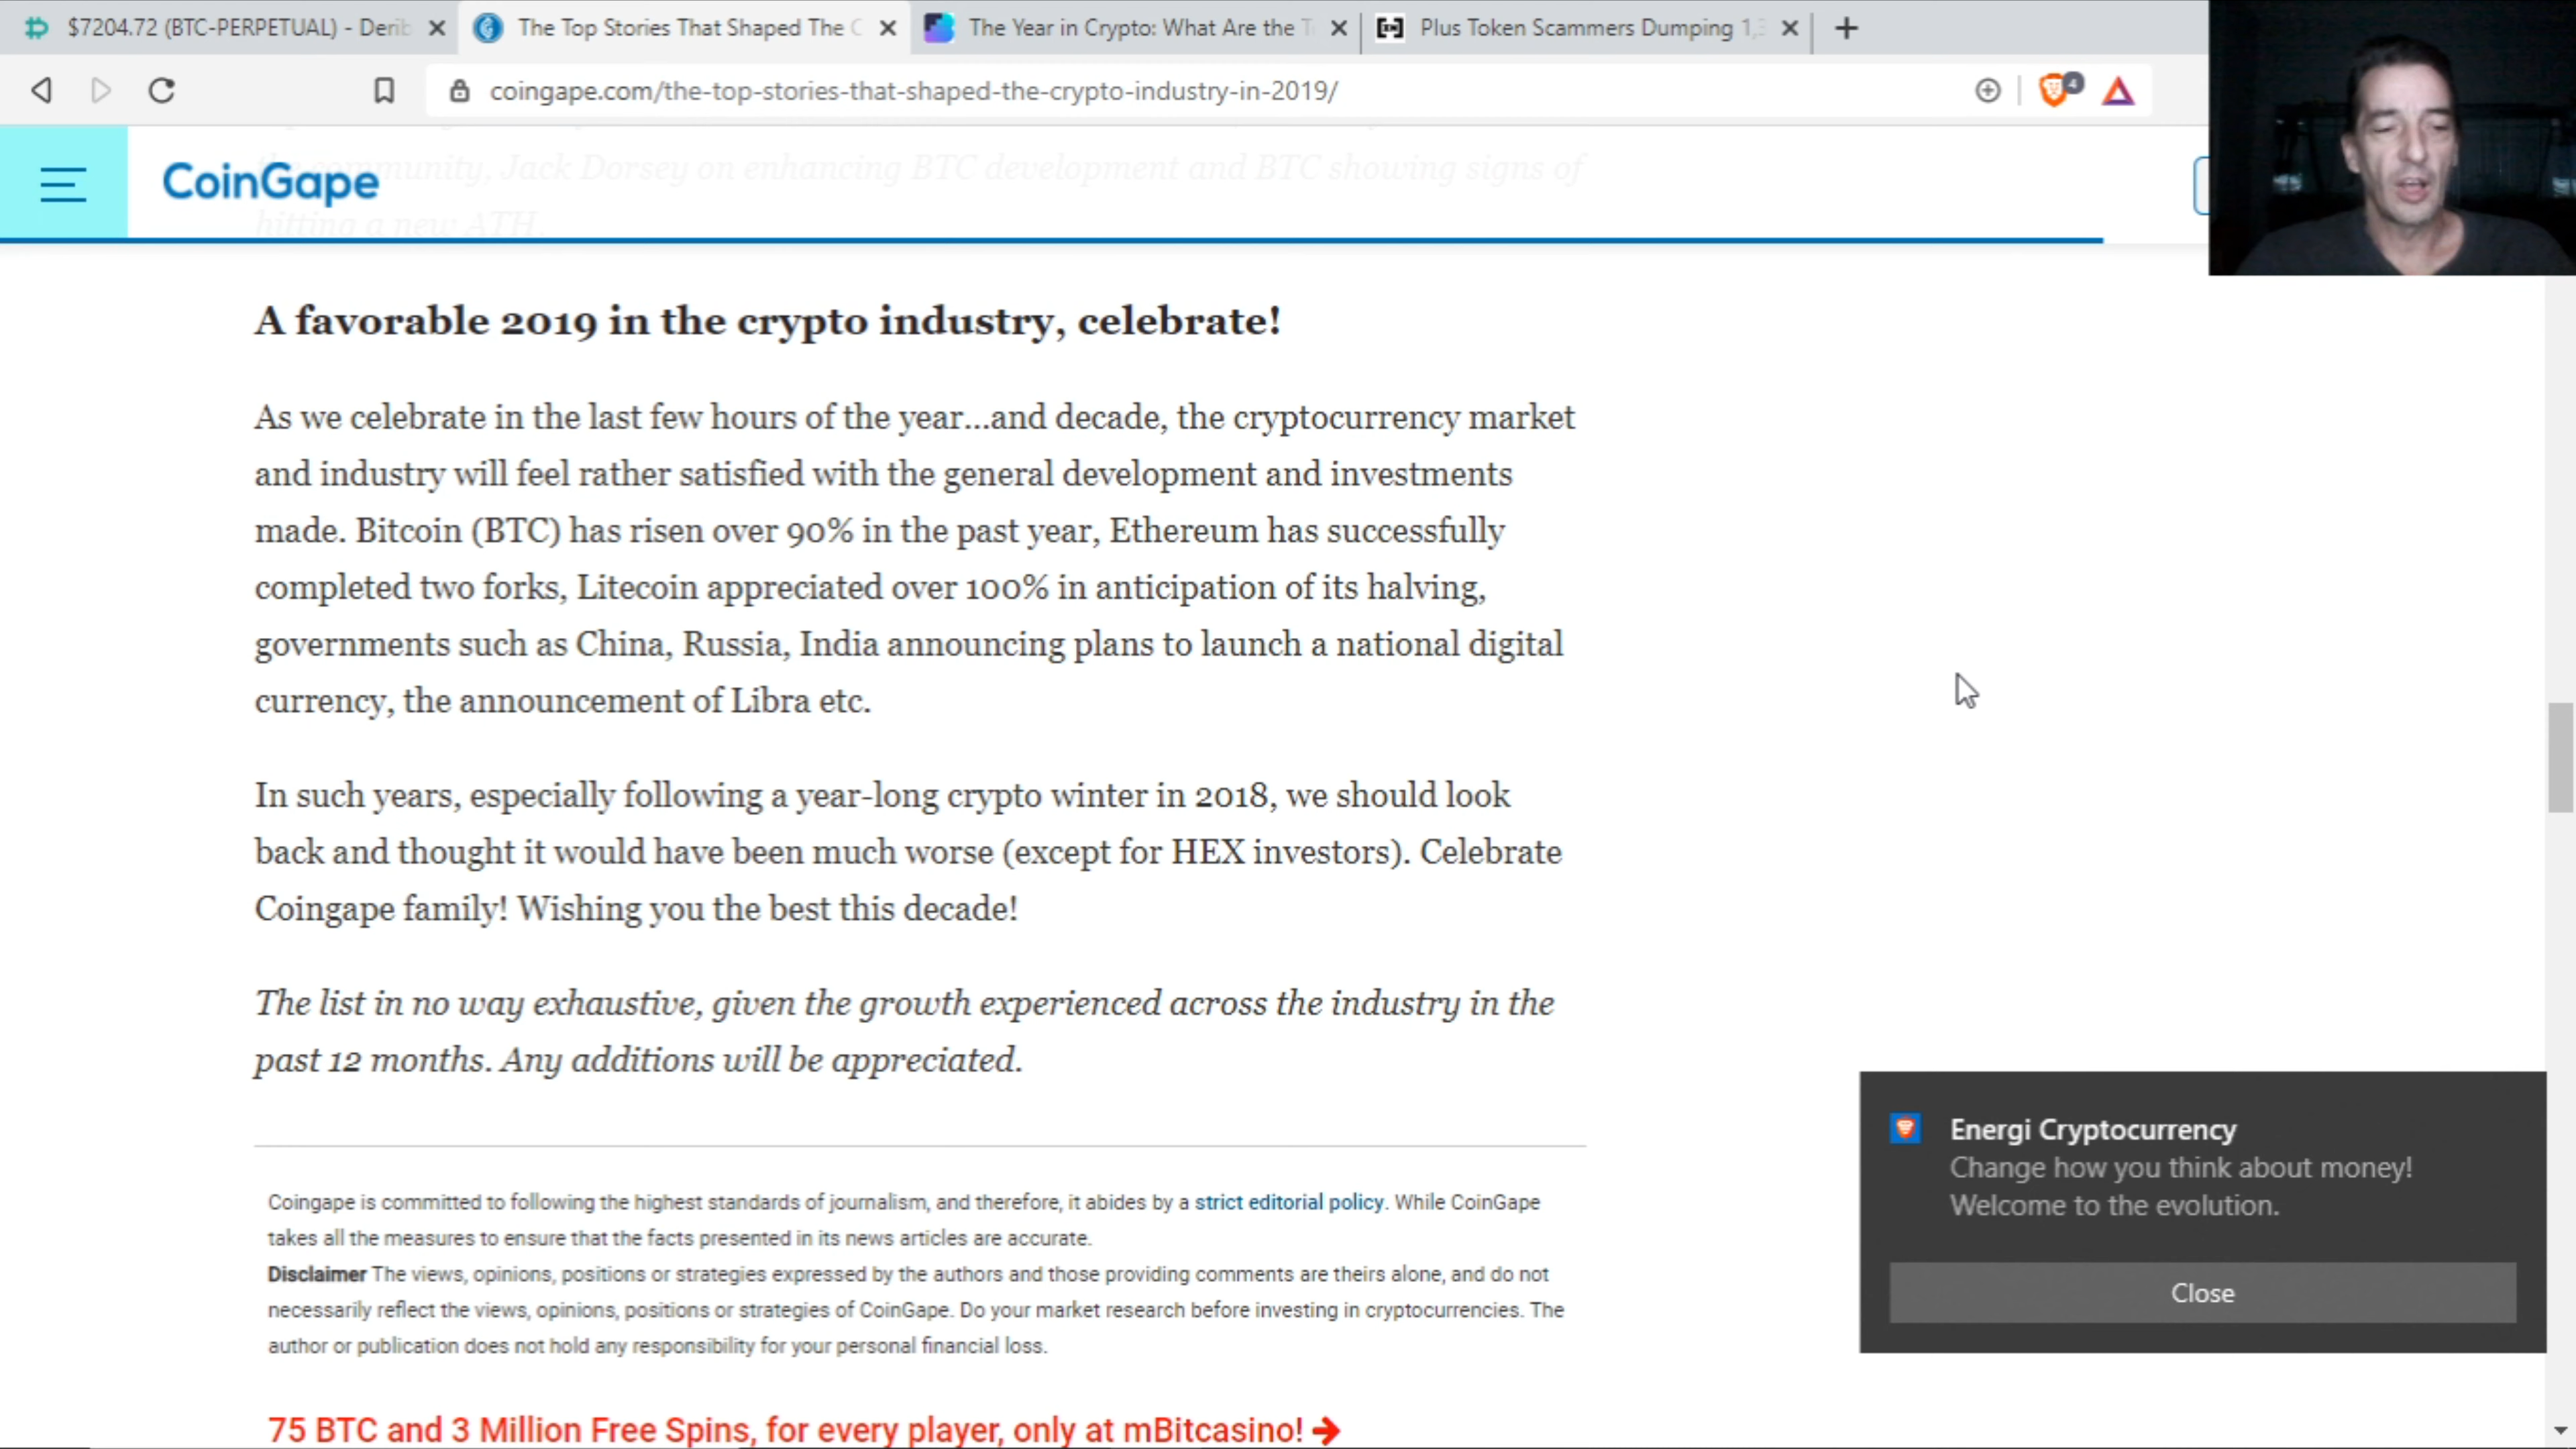 $7204.72 (BTC-PERPETUAL) - Derib
The Top Stories That Shaped The C
The Year in Crypto: What Are the T
Plus Token Scammers Dumping 1,3
coingape.com/the-top-stories-that-shaped-the-crypto-industry-in-2019/
4
community, Jack Dorsey on enhancing BTC development and BTC showing signs of
CoinGape
hitting a new ATH.
A favorable 2019 in the crypto industry, celebrate!
As we celebrate in the last few hours of the year...and decade, the cryptocurrency market
and industry will feel rather satisfied with the general development and investments
made. Bitcoin (BTC) has risen over 90% in the past year, Ethereum has successfully
completed two forks, Litecoin appreciated over 100% in anticipation of its halving,
governments such as China, Russia, India announcing plans to launch a national digital
currency, the announcement of Libra etc.
In such years, especially following a year-long crypto winter in 2018, we should look
back and thought it would have been much worse (except for HEX investors). Celebrate
Coingape family! Wishing you the best this decade!
The list in no way exhaustive, given the growth experienced across the industry in the
past 12 months. Any additions will be appreciated.
Coingape is committed to following the highest standards of journalism, and therefore, it abides by a strict editorial policy. While CoinGape
takes all the measures to ensure that the facts presented in its news articles are accurate.
Disclaimer The views, opinions, positions or strategies expressed by the authors and those providing comments are theirs alone, and do not
necessarily reflect the views, opinions, positions or strategies of CoinGape. Do your market research before investing in cryptocurrencies. The
author or publication does not hold any responsibility for your personal financial loss.
75 BTC and 3 Million Free Spins, for every player, only at mBitcasino!
Energi Cryptocurrency
Change how you think about money!
Welcome to the evolution.
Close